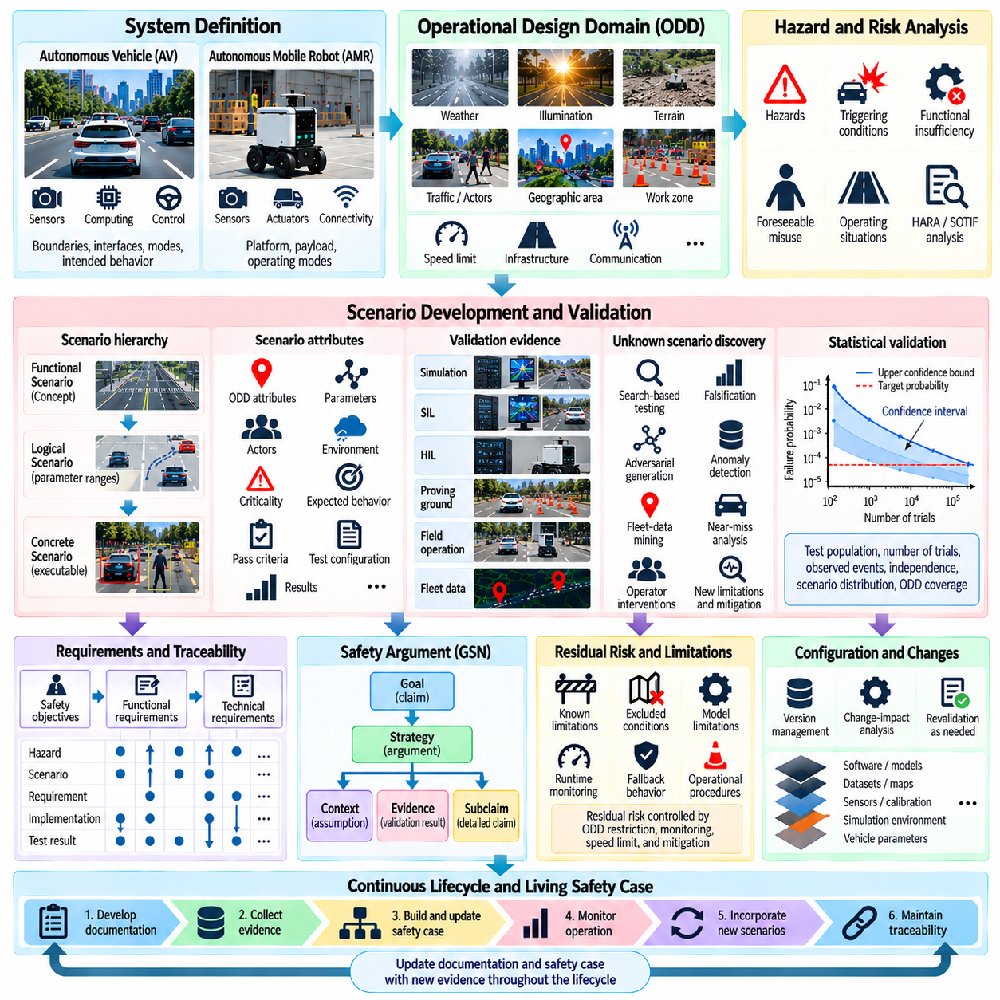 System Definition
Autonomous Vehicle (AV)
Sensors
Computing
Control
Boundaries, interfaces, modes,
intended behavior
Autonomous Mobile Robot (AMR)
Sensors
Actuators
Connectivity
Platform, payload,
operating modes
Operational Design Domain (ODD)
Weather
Illumination
Terrain
Traffic / Actors
Geographic area
Work zone
Speed limit
Infrastructure
Communication
...
Hazard and Risk Analysis
Hazards
Triggering
conditions
Functional
insufficiency
Foreseeable
misuse
Operating
situations
HARA / SOTIF
analysis
Scenario Development and Validation
Scenario hierarchy
Functional
Scenario
(Concept)
Logical
Scenario
(parameter ranges)
Concrete
Scenario
(executable)
Scenario attributes
ODD attributes
Parameters
Actors
Environment
Criticality
Expected behavior
Pass criteria
Test configuration
Results
...
Validation evidence
Simulation
SIL
HIL
Proving
ground
Field
operation
Fleet data
Unknown scenario discovery
Search-based
testing
Falsification
Adversarial
generation
Anomaly
detection
Fleet-data
mining
Near-miss
analysis
Operator
interventions
New limitations
and mitigation
Statistical validation
Upper confidence bound
Target probability
Confidence interval
Failure probability
10⁻¹
10⁻²
10⁻³
10⁻⁴
10⁻⁵
10² 10³ 10⁴ 10⁵
Number of trials
Test population, number of trials,
observed events, independence,
scenario distribution, ODD coverage
Requirements and Traceability
Safety
objectives
Functional
requirements
Technical
requirements
Hazard ...
Scenario ...
Requirement ...
Implementation ...
Test result ...
Safety Argument (GSN)
Goal
(claim)
Strategy
(argument)
Context
(assumption)
Evidence
(validation result)
Subclaim
(detailed claim)
Residual Risk and Limitations
Known
limitations
Excluded
conditions
Model
limitations
Runtime
monitoring
Fallback
behavior
Operational
procedures
Residual risk controlled by
ODD restriction, monitoring,
speed limit, and mitigation
Configuration and Changes
Version
management
Change-impact
analysis
Revalidation
as needed
Software / models
Datasets / maps
Sensors / calibration
Simulation environment
Vehicle parameters
...
Continuous Lifecycle and Living Safety Case
1. Develop
documentation
2. Collect
evidence
3. Build and update
safety case
4. Monitor
operation
5. Incorporate
new scenarios
6. Maintain
traceability
Update documentation and safety case
with new evidence throughout the lifecycle